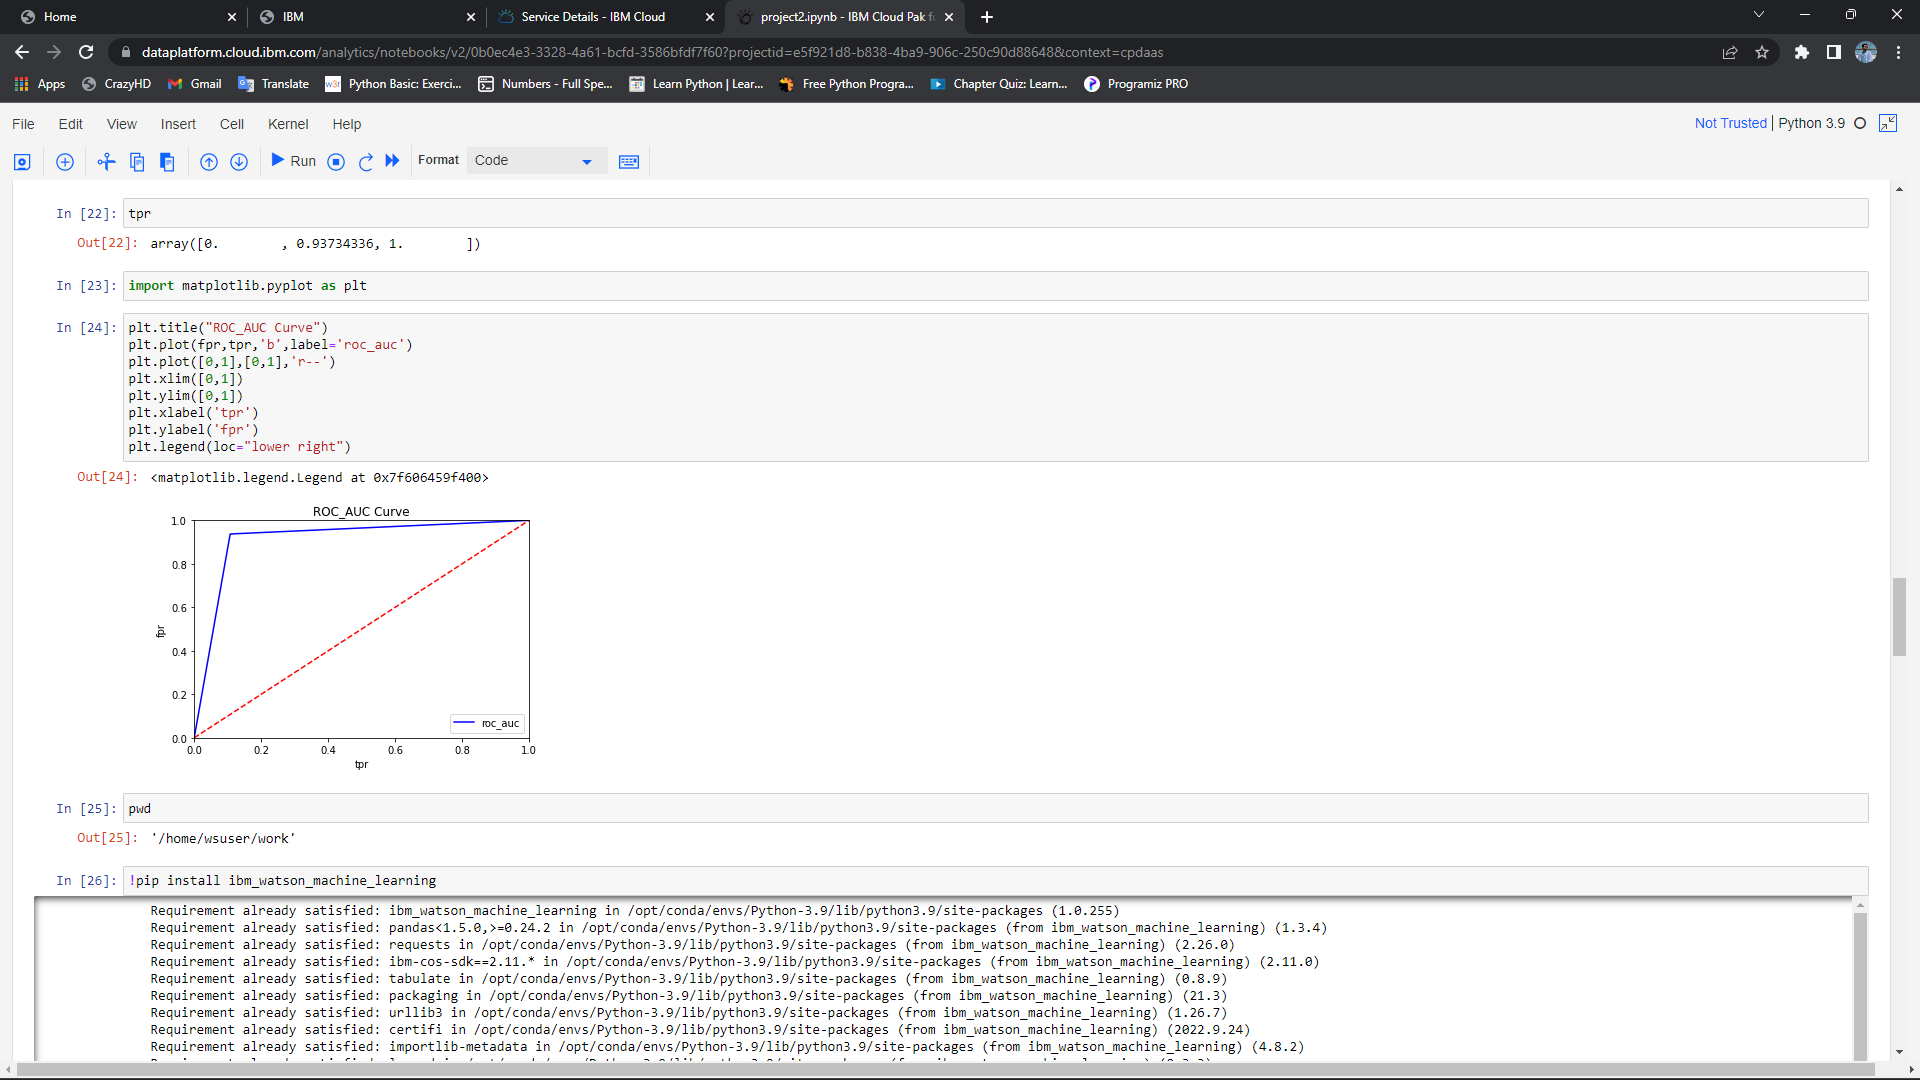 Home
IBM
Service Details - IBM Cloud
project2.ipynb - IBM Cloud Pak f
dataplatform.cloud.ibm.com/analytics/notebooks/v2/0b0ec4e3-3328-4a61-bcfd-3586bfdf7f60?projectid=e5f921d8-b838-4ba9-906c-250c90d88648&context=cpdaas
Apps
CrazyHD
Gmail
Translate
w3r
Python Basic: Exerci...
Numbers - Full Spe...
Learn Python | Lear...
Free Python Progra...
Chapter Quiz: Learn...
Programiz PRO
File Edit View Insert Cell Kernel Help
Not Trusted | Python 3.9
Run
Format
Code
In [22]: tpr
Out[22]: array([0.        , 0.93734336, 1.        ])
In [23]: import matplotlib.pyplot as plt
In [24]: plt.title("ROC_AUC Curve")
plt.plot(fpr,tpr,'b',label='roc_auc')
plt.plot([0,1],[0,1],'r--')
plt.xlim([0,1])
plt.ylim([0,1])
plt.xlabel('tpr')
plt.ylabel('fpr')
plt.legend(loc="lower right")
Out[24]: <matplotlib.legend.Legend at 0x7f606459f400>
ROC_AUC Curve
1.0
0.8
0.6
0.4
0.2
0.0
fpr
roc_auc
0.0 0.2 0.4 0.6 0.8 1.0
tpr
In [25]: pwd
Out[25]: '/home/wsuser/work'
In [26]: !pip install ibm_watson_machine_learning
Requirement already satisfied: ibm_watson_machine_learning in /opt/conda/envs/Python-3.9/lib/python3.9/site-packages (1.0.255)
Requirement already satisfied: pandas<1.5.0,>=0.24.2 in /opt/conda/envs/Python-3.9/lib/python3.9/site-packages (from ibm_watson_machine_learning) (1.3.4)
Requirement already satisfied: requests in /opt/conda/envs/Python-3.9/lib/python3.9/site-packages (from ibm_watson_machine_learning) (2.26.0)
Requirement already satisfied: ibm-cos-sdk==2.11.* in /opt/conda/envs/Python-3.9/lib/python3.9/site-packages (from ibm_watson_machine_learning) (2.11.0)
Requirement already satisfied: tabulate in /opt/conda/envs/Python-3.9/lib/python3.9/site-packages (from ibm_watson_machine_learning) (0.8.9)
Requirement already satisfied: packaging in /opt/conda/envs/Python-3.9/lib/python3.9/site-packages (from ibm_watson_machine_learning) (21.3)
Requirement already satisfied: urllib3 in /opt/conda/envs/Python-3.9/lib/python3.9/site-packages (from ibm_watson_machine_learning) (1.26.7)
Requirement already satisfied: certifi in /opt/conda/envs/Python-3.9/lib/python3.9/site-packages (from ibm_watson_machine_learning) (2022.9.24)
Requirement already satisfied: importlib-metadata in /opt/conda/envs/Python-3.9/lib/python3.9/site-packages (from ibm_watson_machine_learning) (4.8.2)